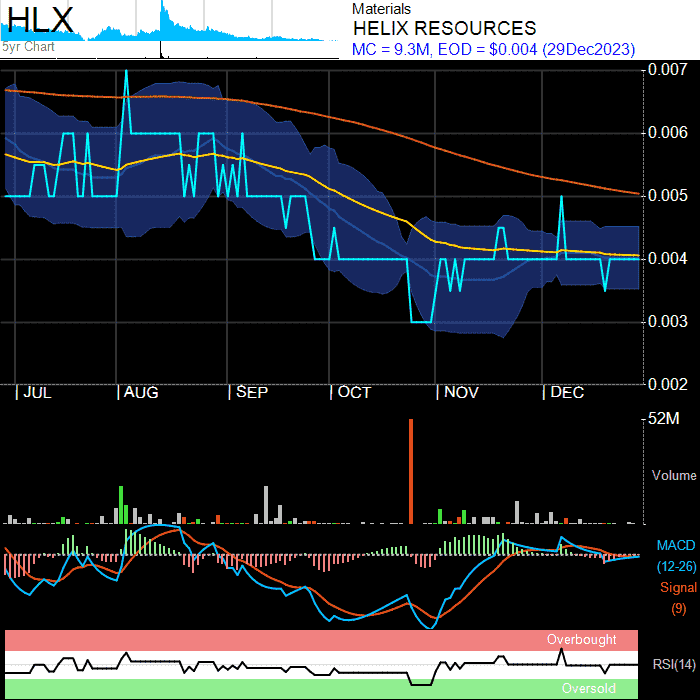 HLX
5yr Chart
Materials
HELIX RESOURCES
MC = 9.3M, EOD = $0.004 (29Dec2023)
0.007
0.006
0.005
0.004
0.003
0.002
JUL AUG SEP OCT NOV DEC
52M
Volume
MACD
(12-26)
Signal
(9)
Overbought
RSI(14)
Oversold